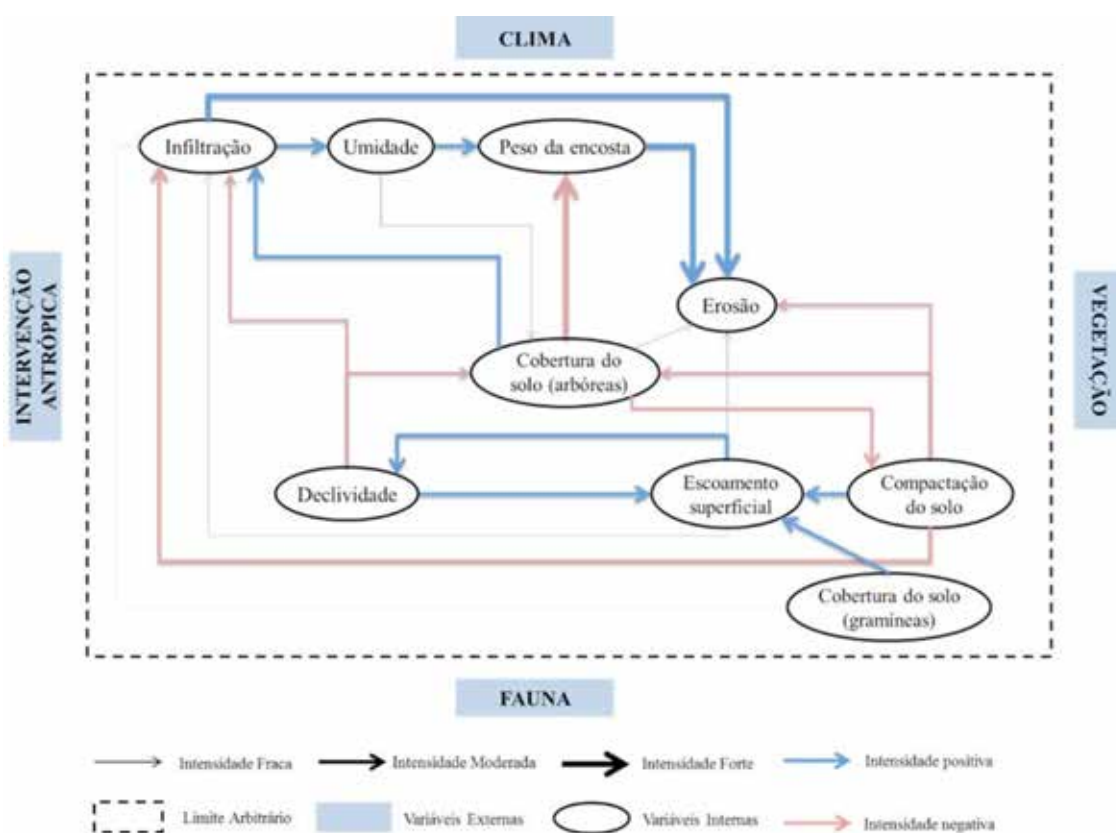 CLIMA
Infiltração
Umidade
Peso da encosta
INTERVENÇÃO
ANTRÓPICA
VEGETAÇÃO
Erosão
Cobertura do
solo (arbóreas)
Declividade
Escoamento
superficial
Compactação
do solo
Cobertura do solo
(gramíneas)
FAUNA
Intensidade Fraca
Intensidade Moderada
Intensidade Forte
Intensidade positiva
Limite Arbitrário
Variáveis Externas
Variáveis Internas
Intensidade negativa